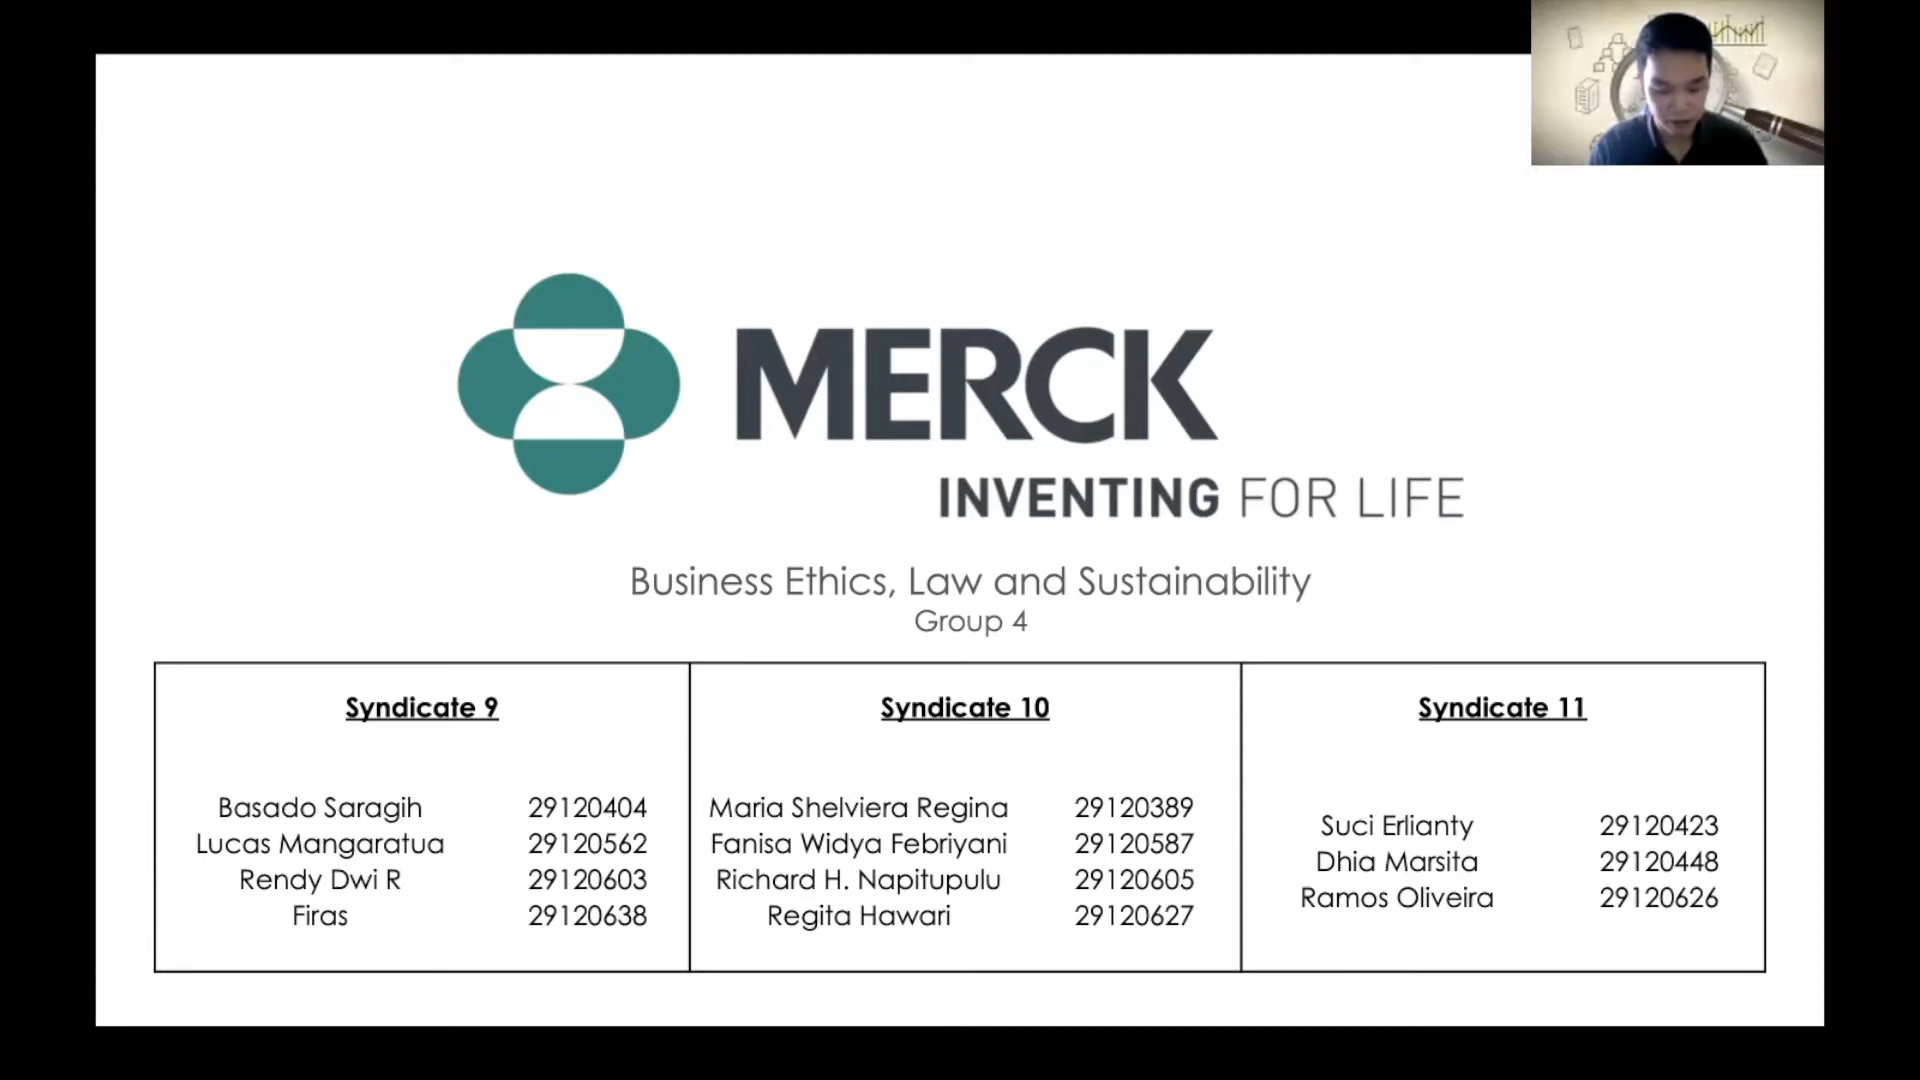 MERCK
INVENTING FOR LIFE
Business Ethics, Law and Sustainability
Group 4
Syndicate 9
Basado Saragih 29120404
Lucas Mangaratua 29120562
Rendy Dwi R 29120603
Firas 29120638
Syndicate 10
Maria Shelviera Regina 29120389
Fanisa Widya Febriyani 29120587
Richard H. Napitupulu 29120605
Regita Hawari 29120627
Syndicate 11
Suci Erlianty 29120423
Dhia Marsita 29120448
Ramos Oliveira 29120626